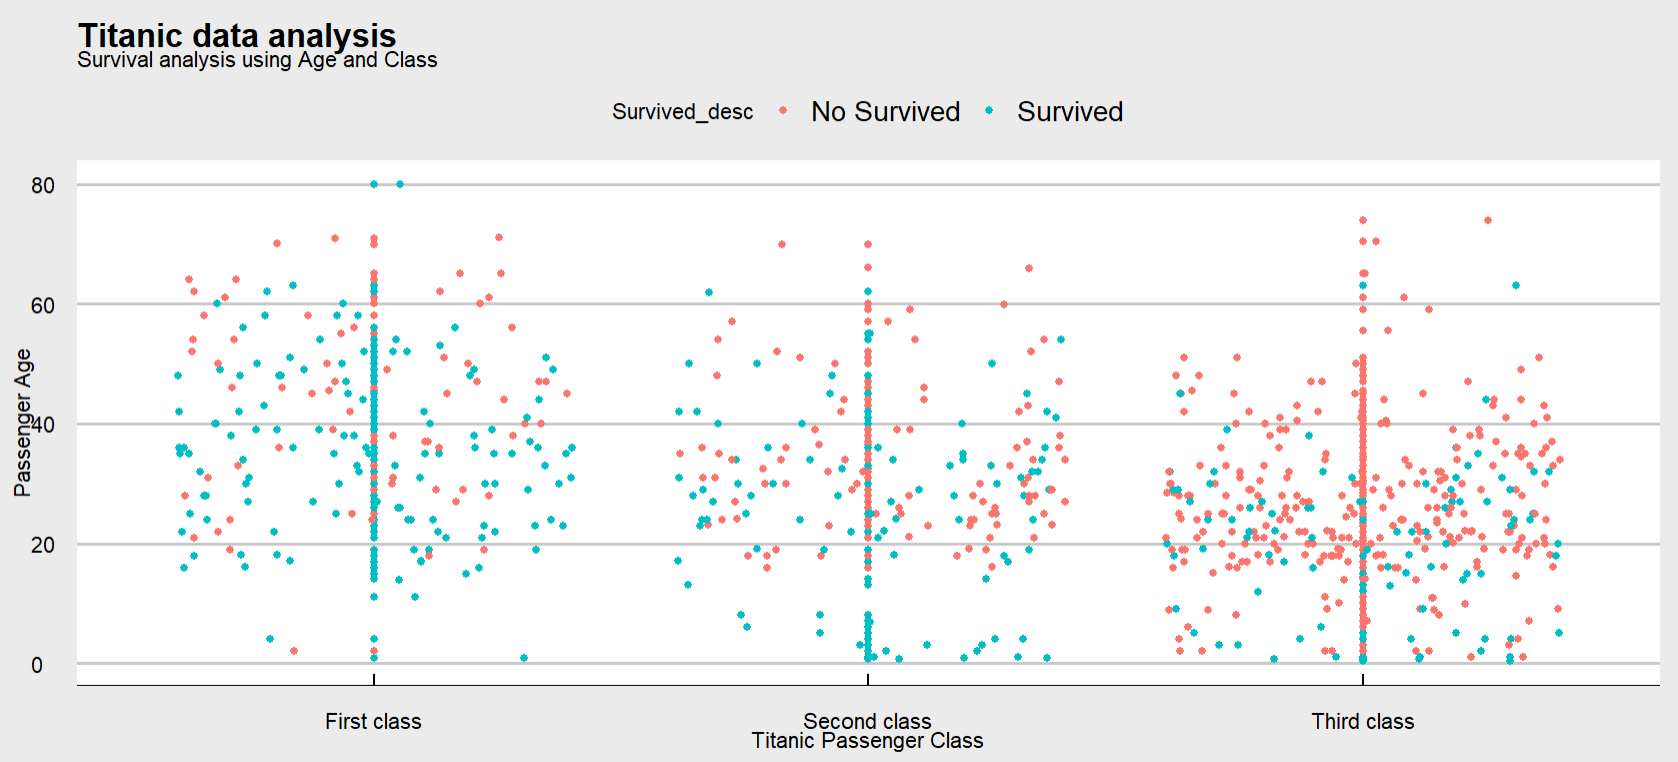 Titanic data analysis
Survival analysis using Age and Class
Survived_desc No Survived Survived
Passenger Age
80
60
40
20
0
First class Second class Third class
Titanic Passenger Class